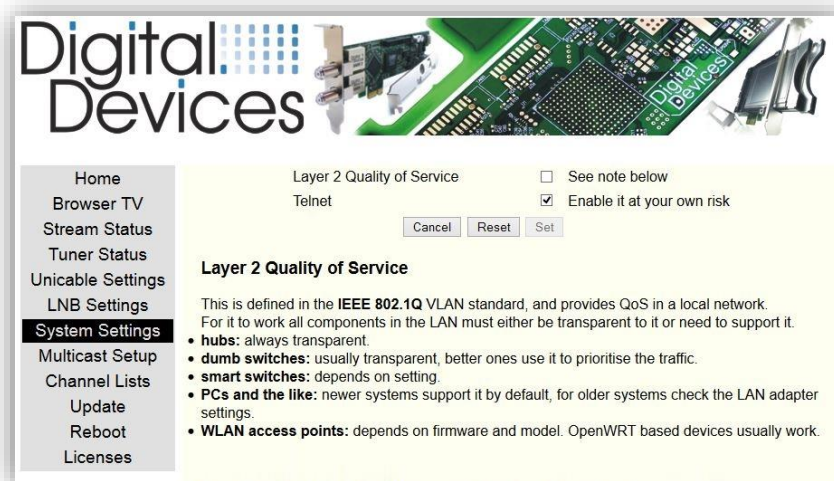 Digital
Devices
Digital
Devices
Home
Browser TV
Stream Status
Tuner Status
Unicable Settings
LNB Settings
System Settings
Multicast Setup
Channel Lists
Update
Reboot
Licenses
Layer 2 Quality of Service See note below
Telnet Enable it at your own risk
Cancel Reset Set
Layer 2 Quality of Service
This is defined in the IEEE 802.1Q VLAN standard, and provides QoS in a local network.
For it to work all components in the LAN must either be transparent to it or need to support it.
• hubs: always transparent.
• dumb switches: usually transparent, better ones use it to prioritise the traffic.
• smart switches: depends on setting.
• PCs and the like: newer systems support it by default, for older systems check the LAN adapter
settings.
• WLAN access points: depends on firmware and model. OpenWRT based devices usually work.